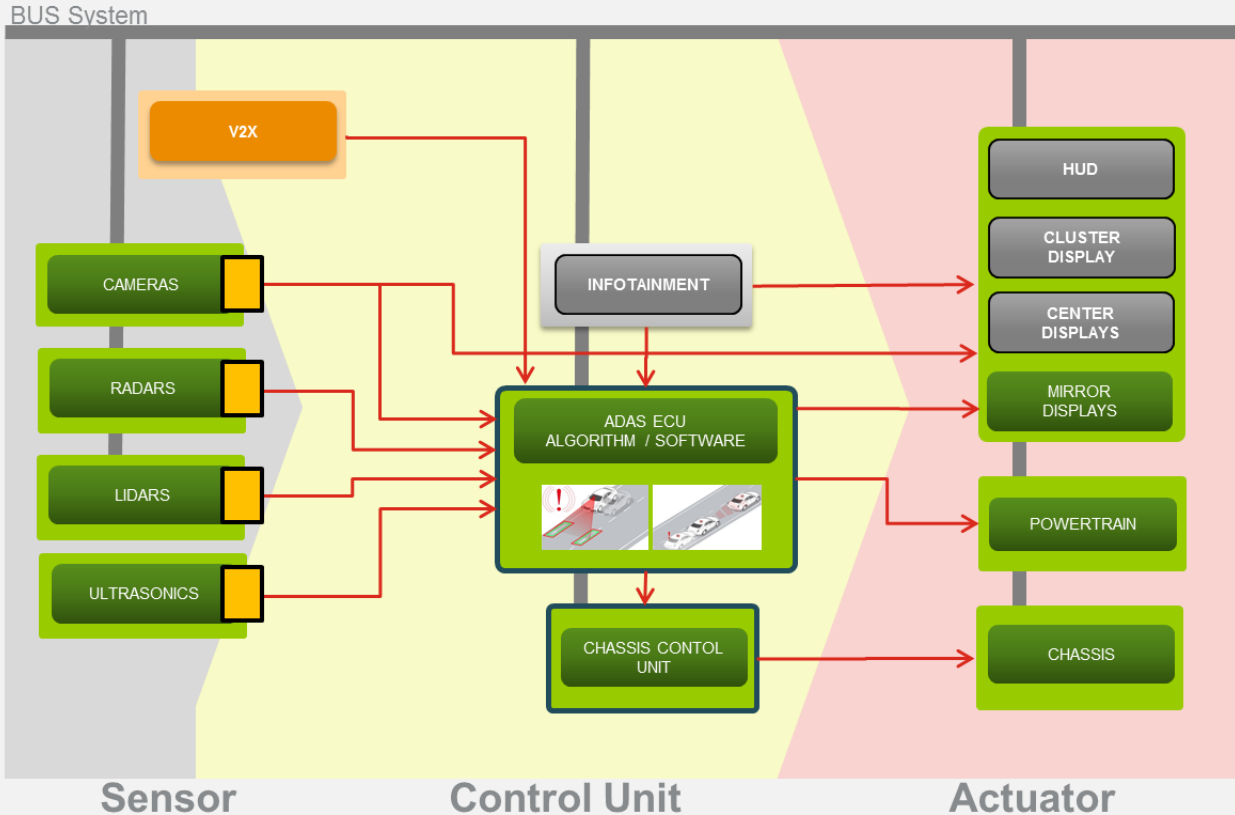 BUS System
V2X
HUD
CLUSTER
DISPLAY
CAMERAS
INFOTAINMENT
CENTER
DISPLAYS
RADARS
MIRROR
DISPLAYS
ADAS ECU
ALGORITHM / SOFTWARE
LIDARS
!
POWERTRAIN
ULTRASONICS
CHASSIS CONTOL
UNIT
CHASSIS
Sensor
Control Unit
Actuator